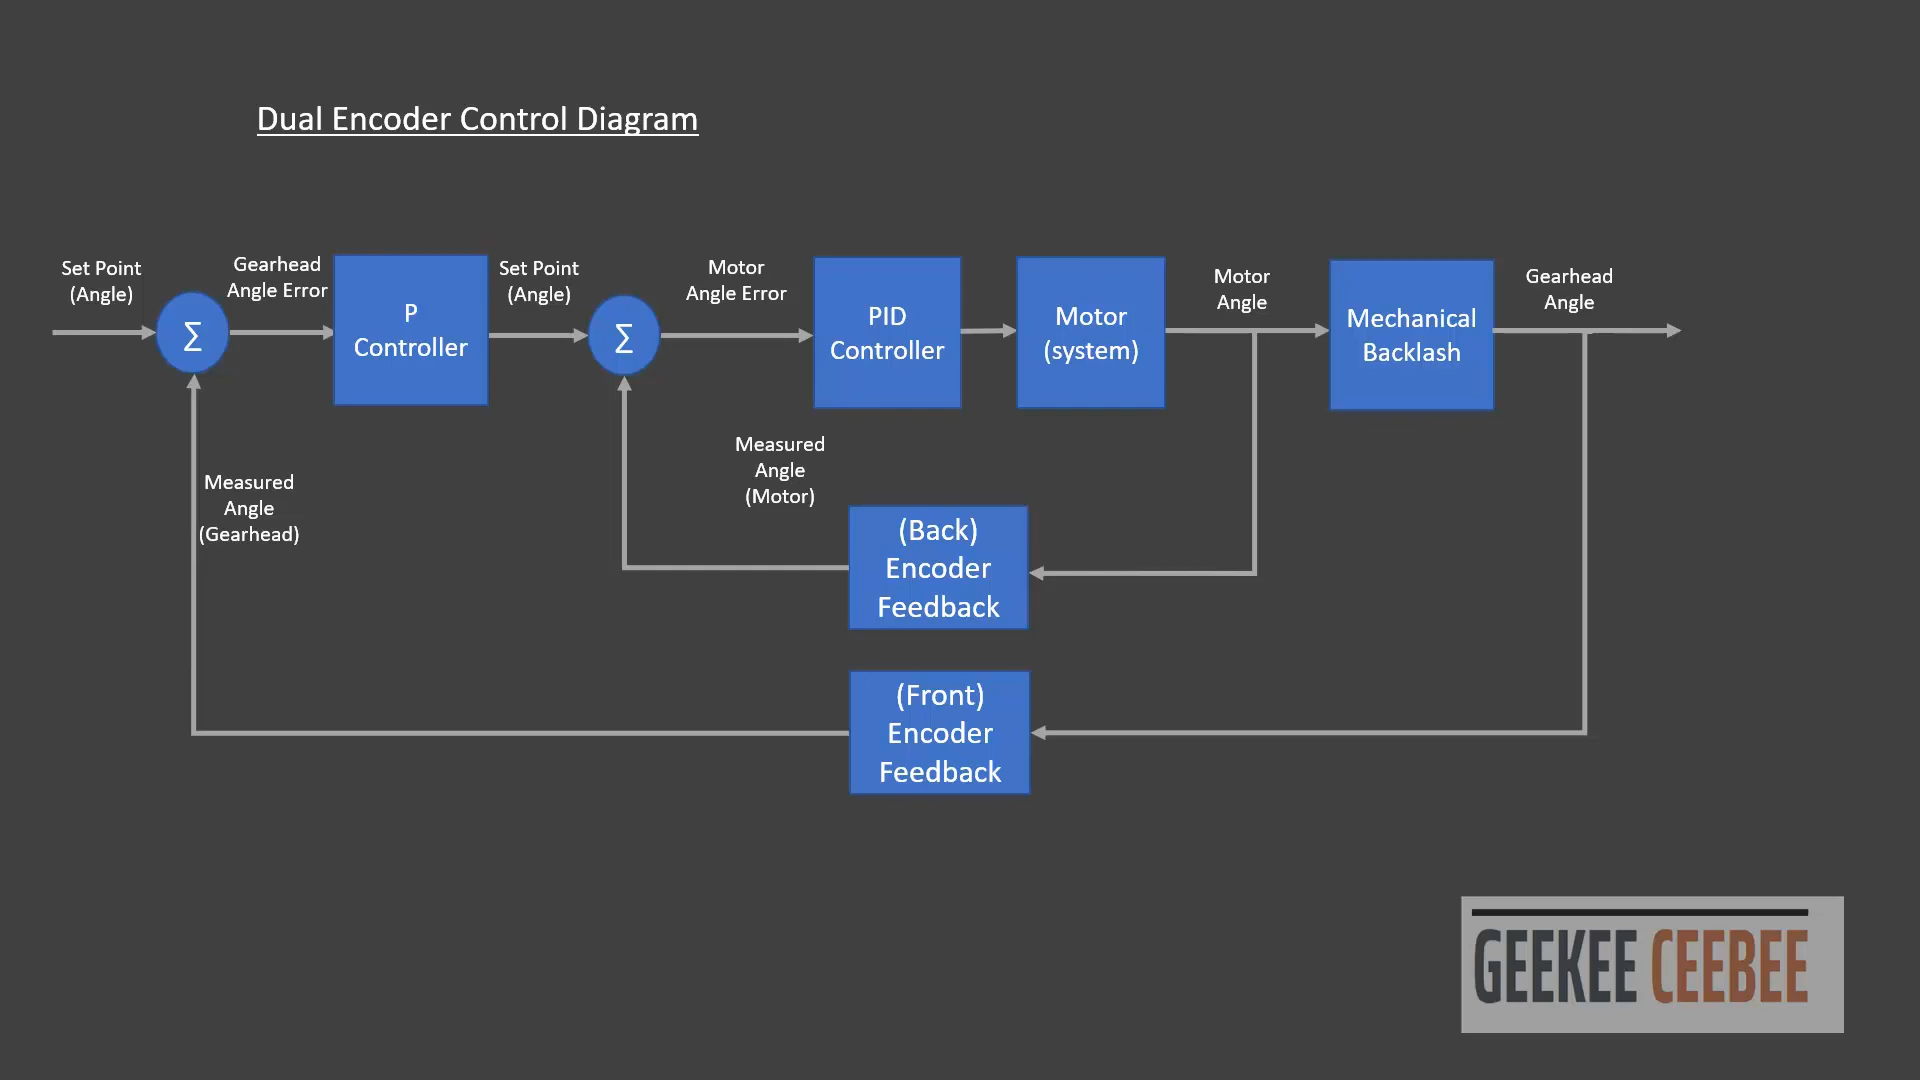 Dual Encoder Control Diagram
Set Point
(Angle)
Σ
Gearhead
Angle Error
P
Controller
Set Point
(Angle)
Σ
Motor
Angle Error
PID
Controller
Motor
(system)
Motor
Angle
Mechanical
Backlash
Gearhead
Angle
Measured
Angle
(Gearhead)
Measured
Angle
(Motor)
(Back)
Encoder
Feedback
(Front)
Encoder
Feedback
GEEKEE CEEBEE